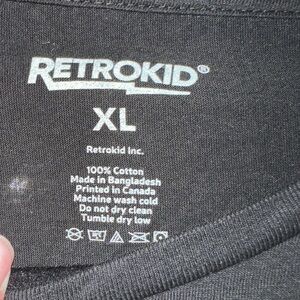 RETROKID®
XL
Retrokid Inc.
100% Cotton
Made in Bangladesh
Printed in Canada
Machine wash cold
Do not dry clean
Tumble dry low